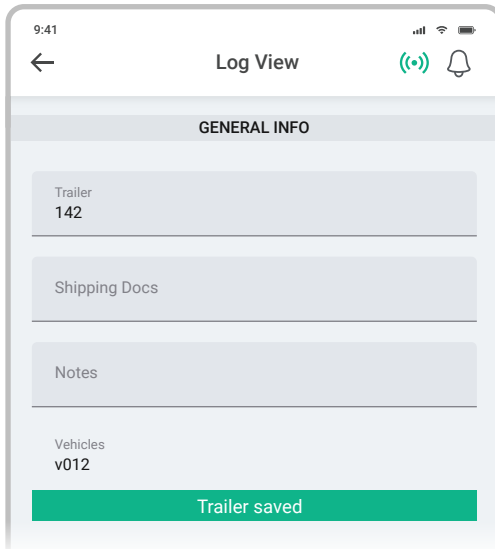 9:41
Log View
GENERAL INFO
Trailer
142
Shipping Docs
Notes
Vehicles
v012
Trailer saved